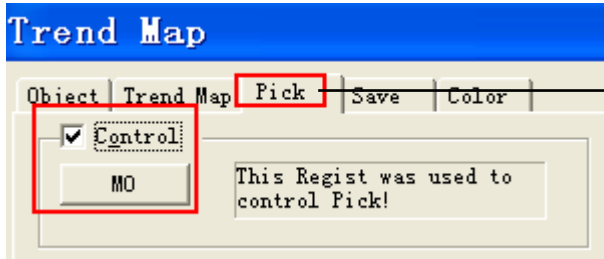 Trend Map
Object Trend Map Pick Save Color
Control
M0 This Regist was used to
control Pick!